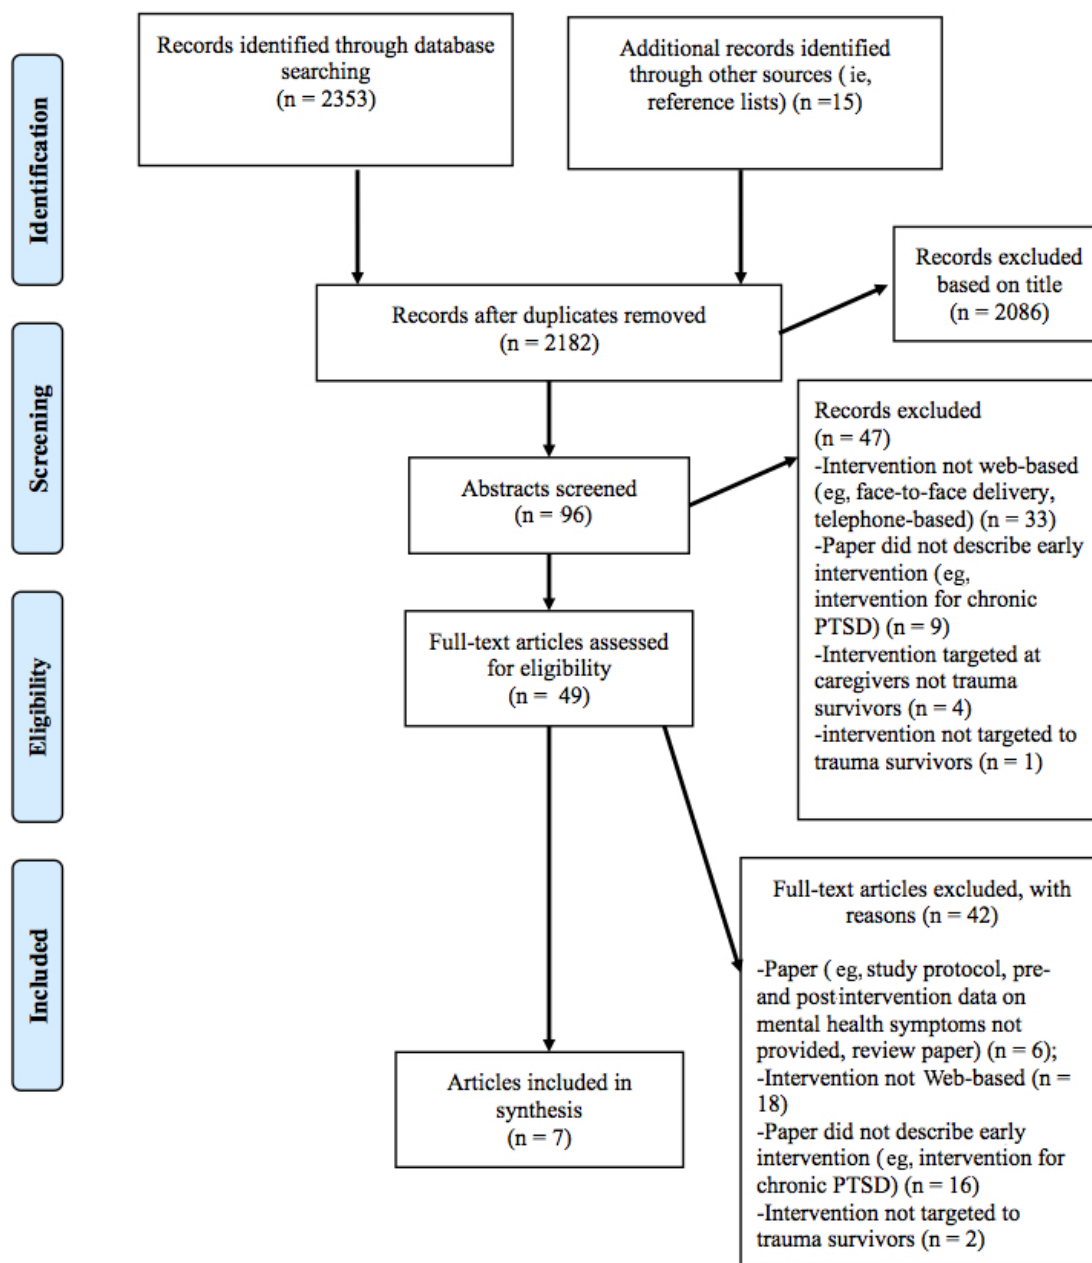 Records identified through database
searching
(n = 2353)
Additional records identified
through other sources (ie,
reference lists) (n =15)
Identification
Records excluded
based on title
(n = 2086)
Records after duplicates removed
(n = 2182)
Screening
Records excluded
(n = 47)
-Intervention not web-based
(eg, face-to-face delivery,
telephone-based) (n = 33)
-Paper did not describe early
intervention (eg,
intervention for chronic
PTSD) (n = 9)
-Intervention targeted at
caregivers not trauma
survivors (n = 4)
-intervention not targeted to
trauma survivors (n = 1)
Abstracts screened
(n = 96)
Eligibility
Full-text articles assessed
for eligibility
(n = 49)
Included
Full-text articles excluded, with
reasons (n = 42)
-Paper (eg, study protocol, pre-
and post intervention data on
mental health symptoms not
provided, review paper) (n = 6);
-Intervention not Web-based (n =
18)
-Paper did not describe early
intervention (eg, intervention for
chronic PTSD) (n = 16)
-Intervention not targeted to
trauma survivors (n = 2)
Articles included in
synthesis
(n = 7)